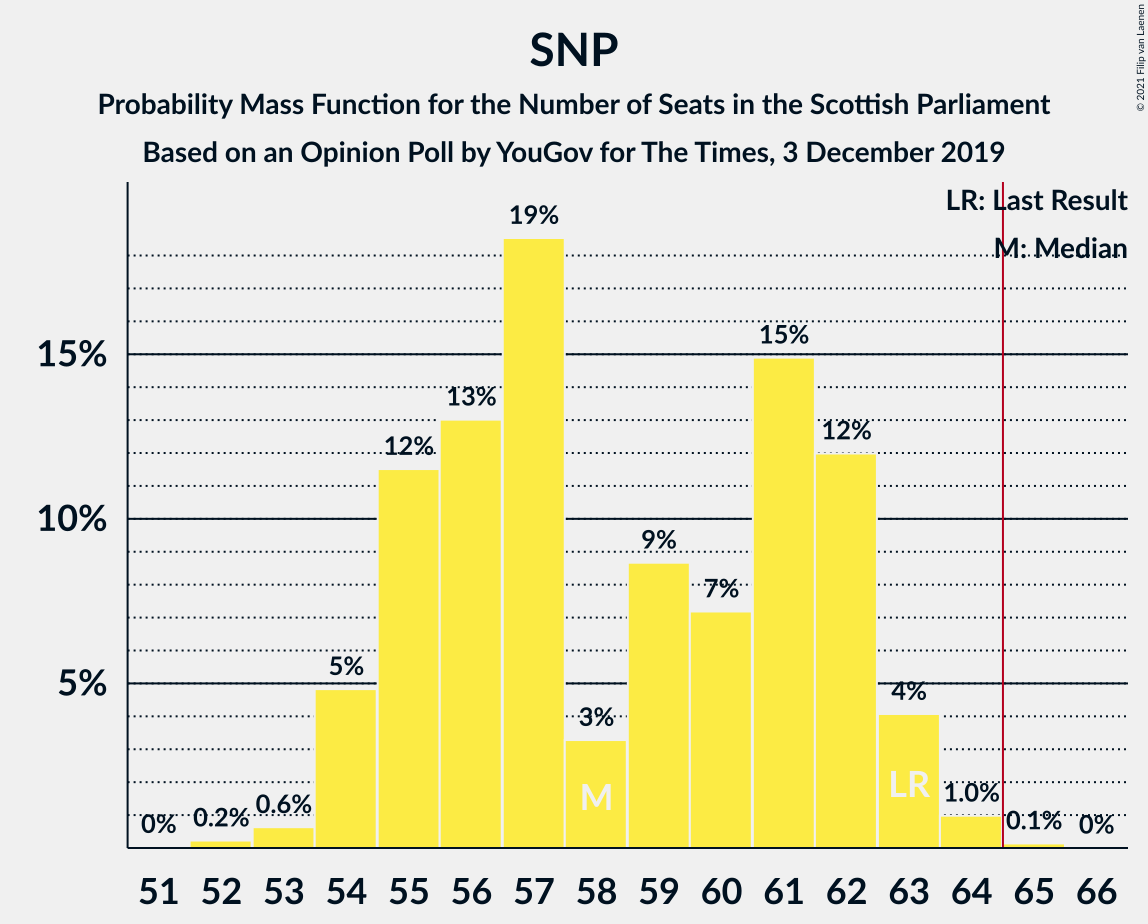 SNP
Probability Mass Function for the Number of Seats in the Scottish Parliament
Based on an Opinion Poll by YouGov for The Times, 3 December 2019
© 2021 Filip van Laenen
LR: Last Result
M: Median
15%
10%
5%
0%
0.2%
0.6%
5%
12%
13%
19%
3%
9%
7%
15%
12%
4%
1.0%
0.1%
0%
M
LR
51 52 53 54 55 56 57 58 59 60 61 62 63 64 65 66